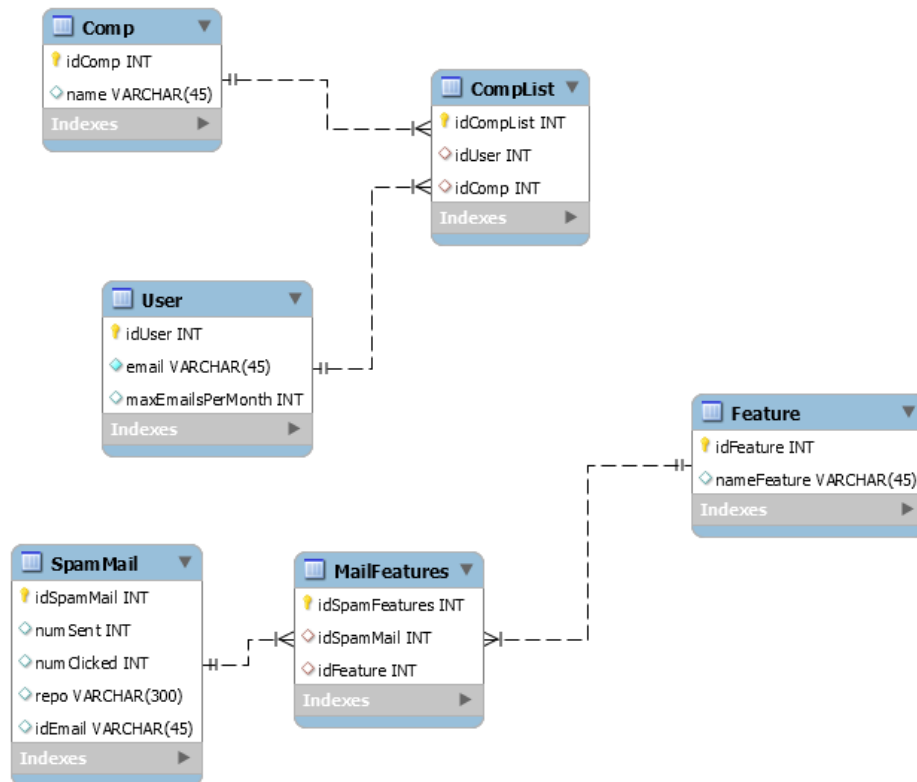 Comp
idComp INT
name VARCHAR(45)
Indexes
CompList
idCompList INT
idUser INT
idComp INT
Indexes
User
idUser INT
email VARCHAR(45)
maxEmailsPerMonth INT
Indexes
Feature
idFeature INT
nameFeature VARCHAR(45)
Indexes
SpamMail
idSpamMail INT
numSent INT
numClicked INT
repo VARCHAR(300)
idEmail VARCHAR(45)
Indexes
MailFeatures
idSpamFeatures INT
idSpamMail INT
idFeature INT
Indexes